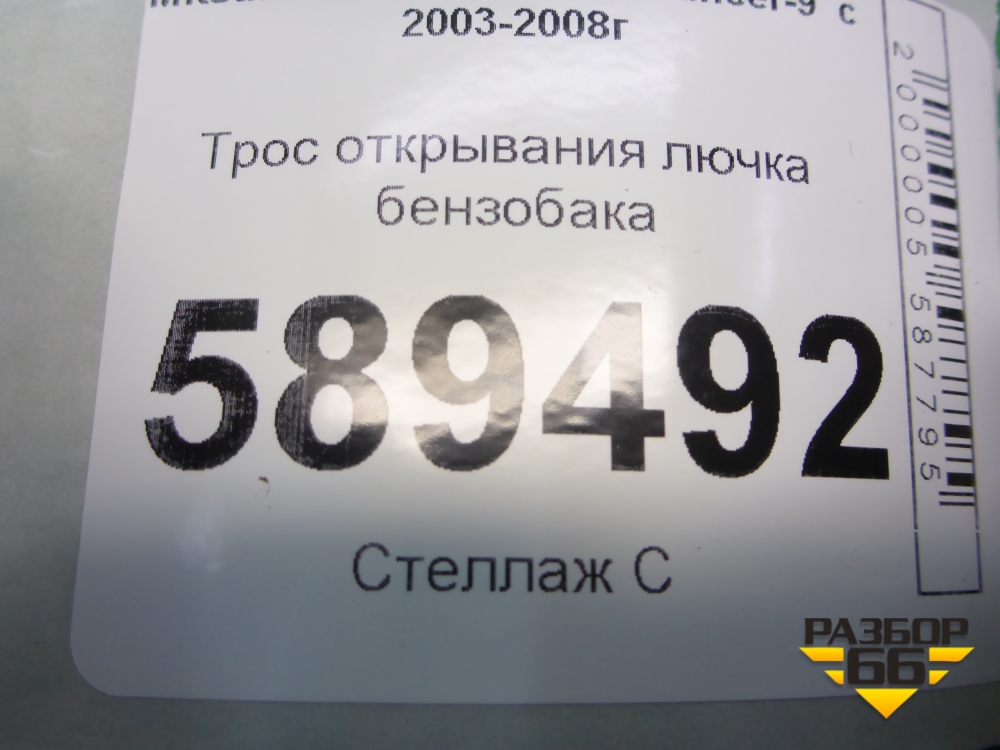 с
2003-2008г
Трос открывания лючка
бензобака
589492
Стеллаж С
2000005587795
РАЗБОР
66